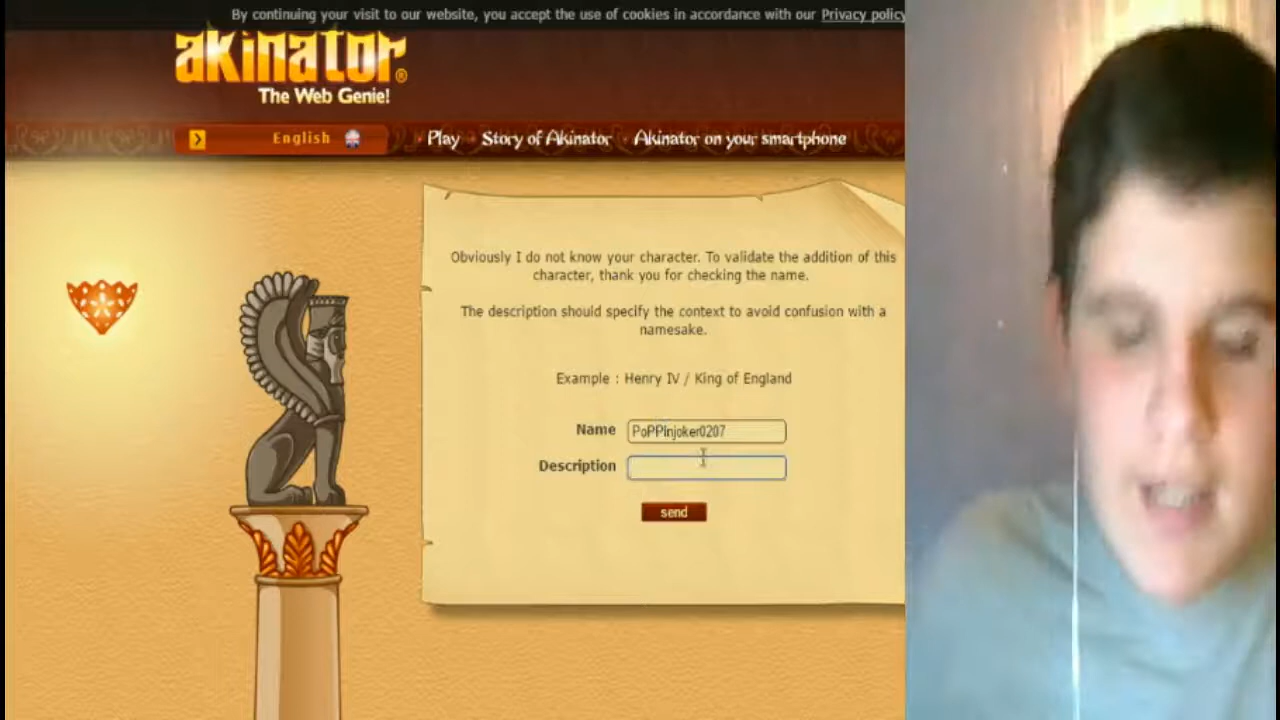 By continuing your visit to our website, you accept the use of cookies in accordance with our Privacy policy
akinator®
The Web Genie!
English
Play · Story of Akinator · Akinator on your smartphone
Obviously I do not know your character. To validate the addition of this
character, thank you for checking the name.
The description should specify the context to avoid confusion with a
namesake.
Example : Henry IV / King of England
Name PoPPinjoker0207
Description
send